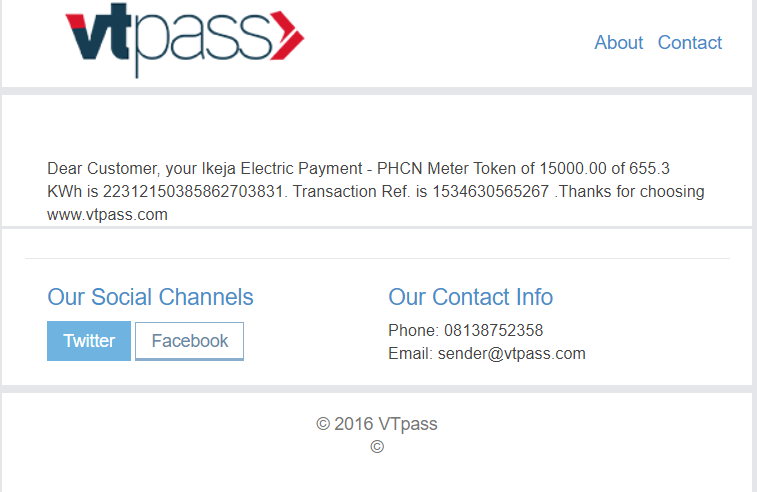 vtpass
About Contact
Dear Customer, your Ikeja Electric Payment - PHCN Meter Token of 15000.00 of 655.3
KWh is 22312150385862703831. Transaction Ref. is 1534630565267 .Thanks for choosing
www.vtpass.com
Our Social Channels
Twitter Facebook
Our Contact Info
Phone: 08138752358
Email: sender@vtpass.com
© 2016 VTpass
©